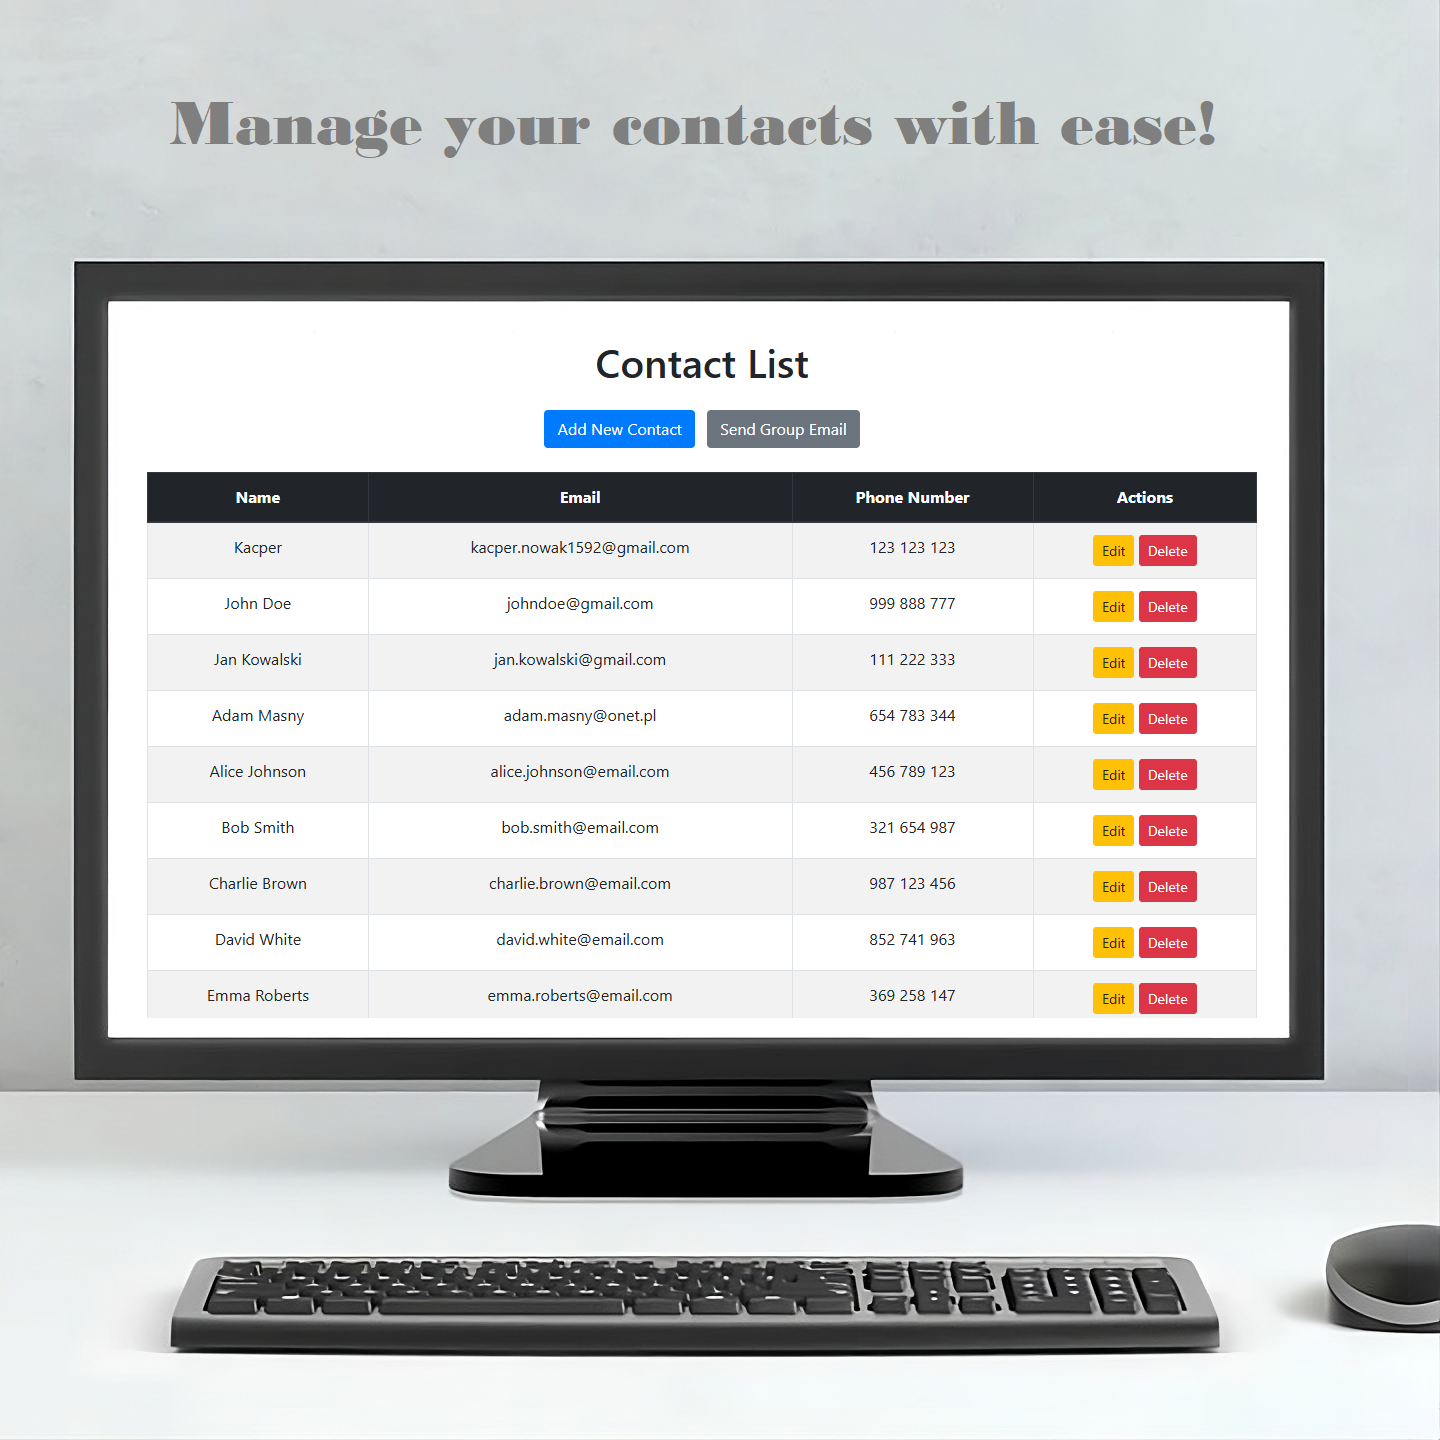 Manage your contacts with ease!
Contact List
Add New Contact Send Group Email
Name Email Phone Number Actions
Kacper kacper.nowak1592@gmail.com 123 123 123 Edit Delete
John Doe johndoe@gmail.com 999 888 777 Edit Delete
Jan Kowalski jan.kowalski@gmail.com 111 222 333 Edit Delete
Adam Masny adam.masny@onet.pl 654 783 344 Edit Delete
Alice Johnson alice.johnson@email.com 456 789 123 Edit Delete
Bob Smith bob.smith@email.com 321 654 987 Edit Delete
Charlie Brown charlie.brown@email.com 987 123 456 Edit Delete
David White david.white@email.com 852 741 963 Edit Delete
Emma Roberts emma.roberts@email.com 369 258 147 Edit Delete